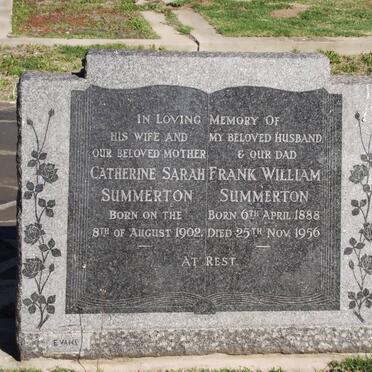 IN LOVING MEMORY OF
HIS WIFE AND
OUR BELOVED MOTHER
CATHERINE SARAH
SUMMERTON
BORN ON THE
8TH OF AUGUST 1902.
MY BELOVED HUSBAND
& OUR DAD
FRANK WILLIAM
SUMMERTON
BORN 6TH APRIL 1888
DIED 25TH NOV. 1956
AT REST
EVANS